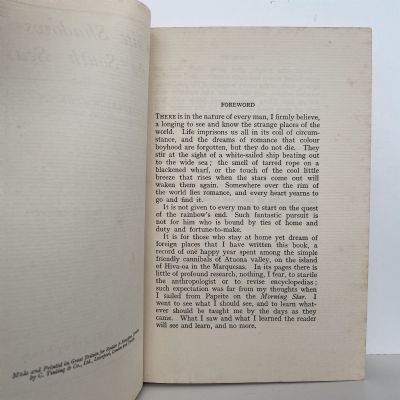 Made and Printed in Great Britain
by C. Tinling & Co., Ltd., Liverpool, London and
FOREWORD
THERE is in the nature of every man, I firmly believe,
a longing to see and know the strange places of the
world. Life imprisons us all in its coil of circum-
stance, and the dreams of romance that colour
boyhood are forgotten, but they do not die. They
stir at the sight of a white-sailed ship beating out
to the wide sea; the smell of tarred rope on a
blackened wharf, or the touch of the cool little
breeze that rises when the stars come out will
waken them again. Somewhere over the rim of
the world lies romance, and every heart yearns to
go and find it.
It is not given to every man to start on the quest
of the rainbow's end. Such fantastic pursuit is
not for him who is bound by ties of home and
duty and fortune-to-make.
It is for those who stay at home yet dream of
foreign places that I have written this book, a
record of one happy year spent among the simple
friendly cannibals of Atuona valley, on the island
of Hiva-oa in the Marquesas. In its pages there is
little of profound research, nothing, I fear, to startle
the anthropologist or to revise encyclopedias;
such expectation was far from my thoughts when
I sailed from Papeite on the Morning Star. I
went to see what I should see, and to learn what-
ever should be taught me by the days as they
came. What I saw and what I learned the reader
will see and learn, and no more.